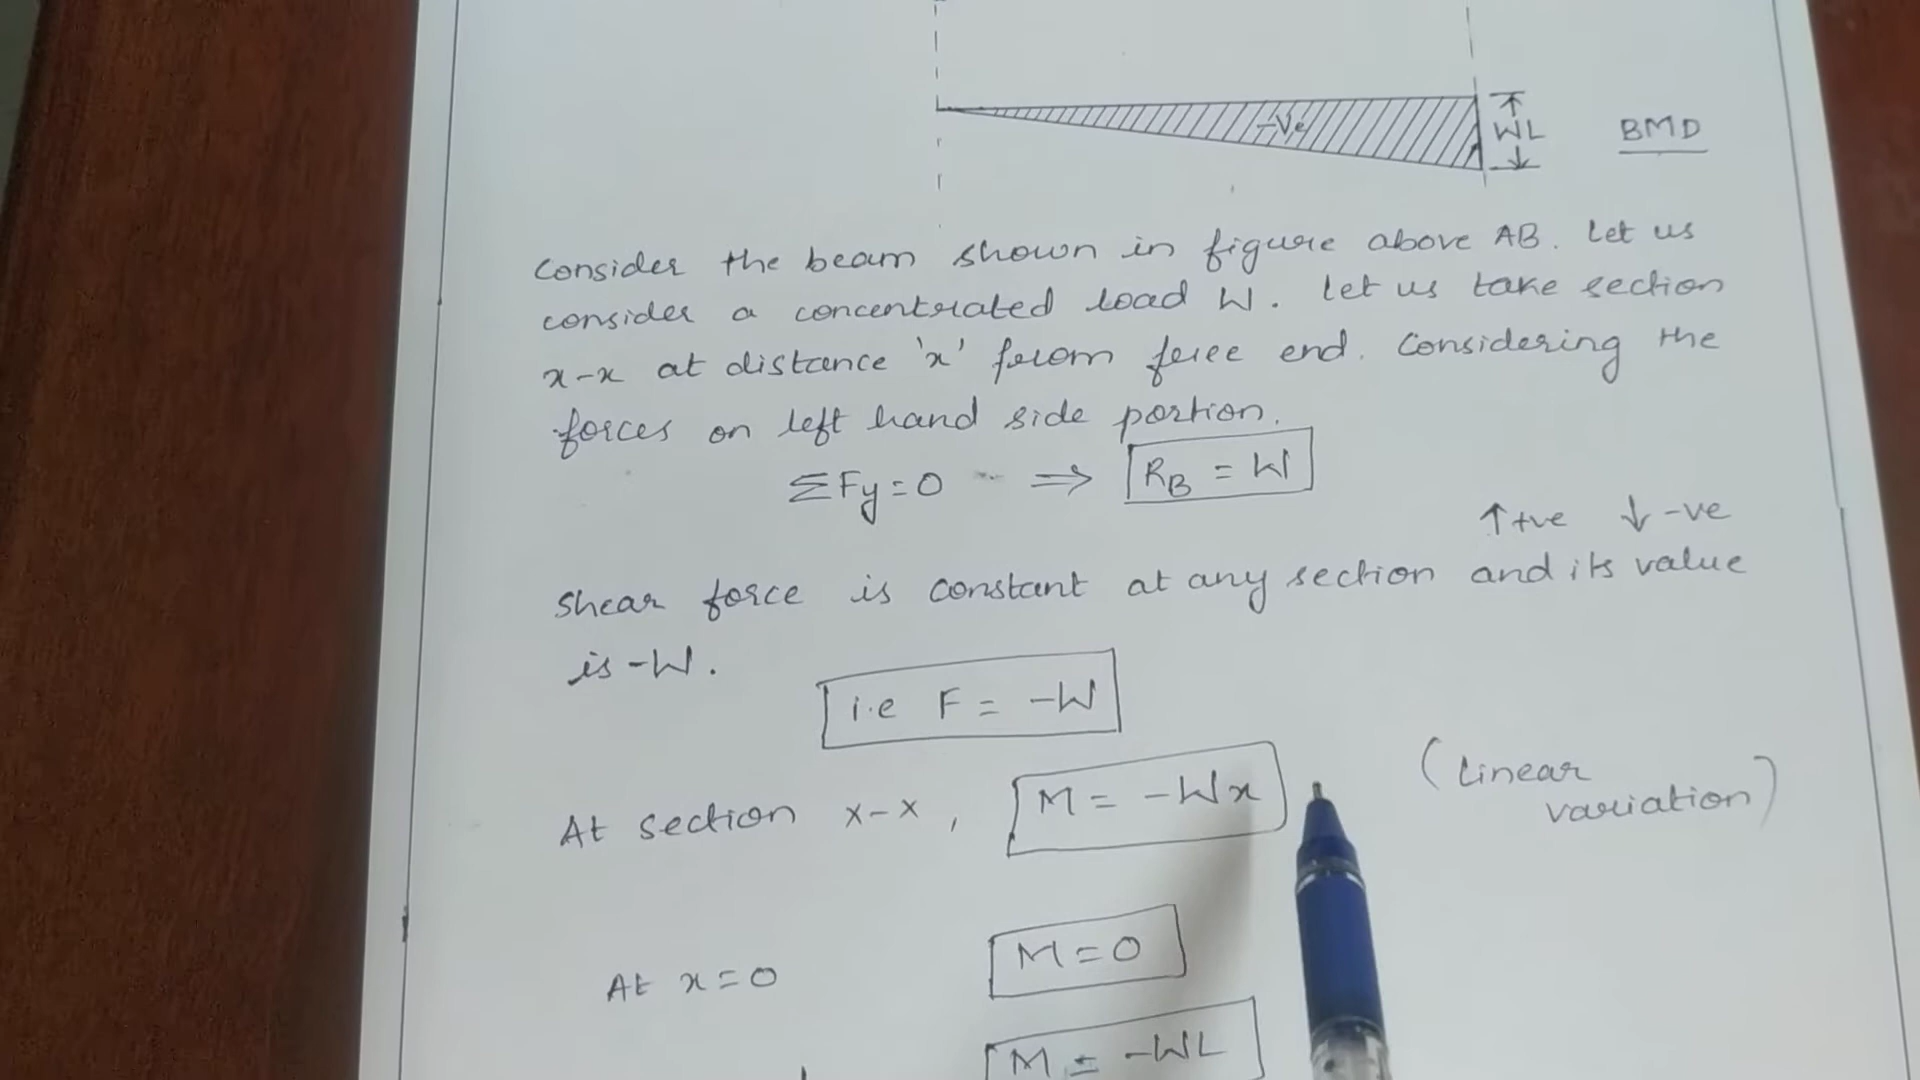 -Ve
WL
BMD
Consider the beam shown in figure above AB. Let us
consider a concentrated load W. Let us take section
x-x at distance 'x' from free end. Considering the
forces on left hand side portion.
ΣFy=0 ⇒ RB = W
↑+ve ↓-ve
Shear force is constant at any section and its value
is -W.
i.e F = -W
At section x-x, M = -Wx (Linear
variation)
At x=0 M=0
M = -WL